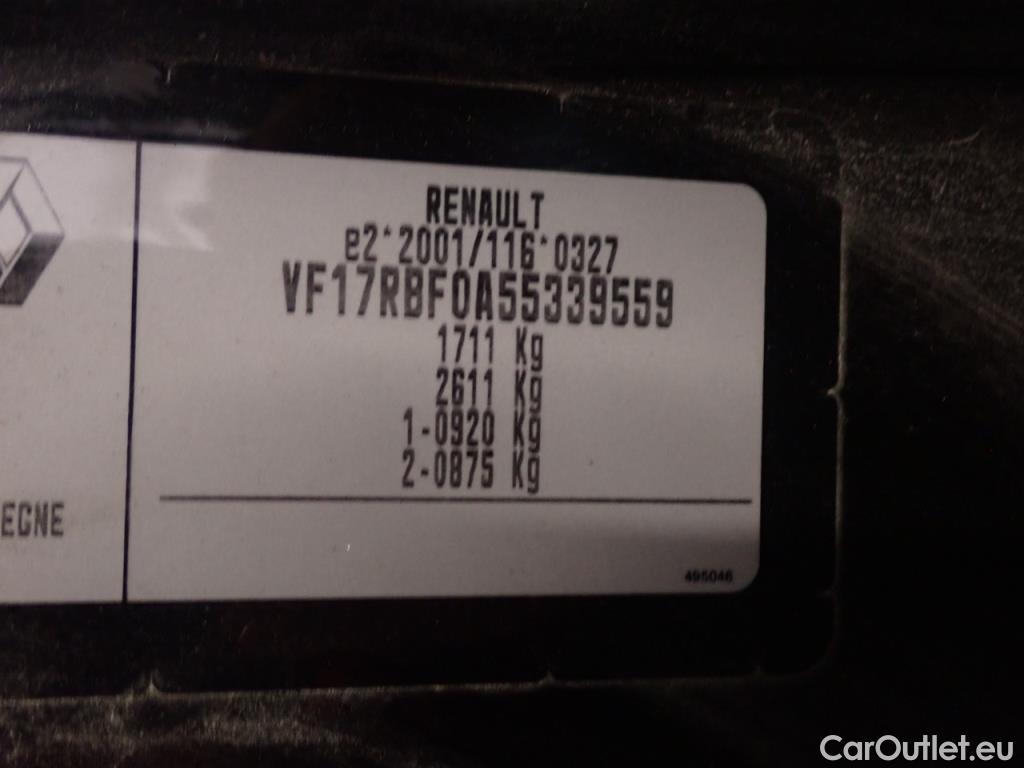 RENAULT
e2*2001/116*0327
VF17RBF0A55339559
1711 Kg
2611 Kg
1-0920 Kg
2-0875 Kg
EGNE
495046
CarOutlet.eu